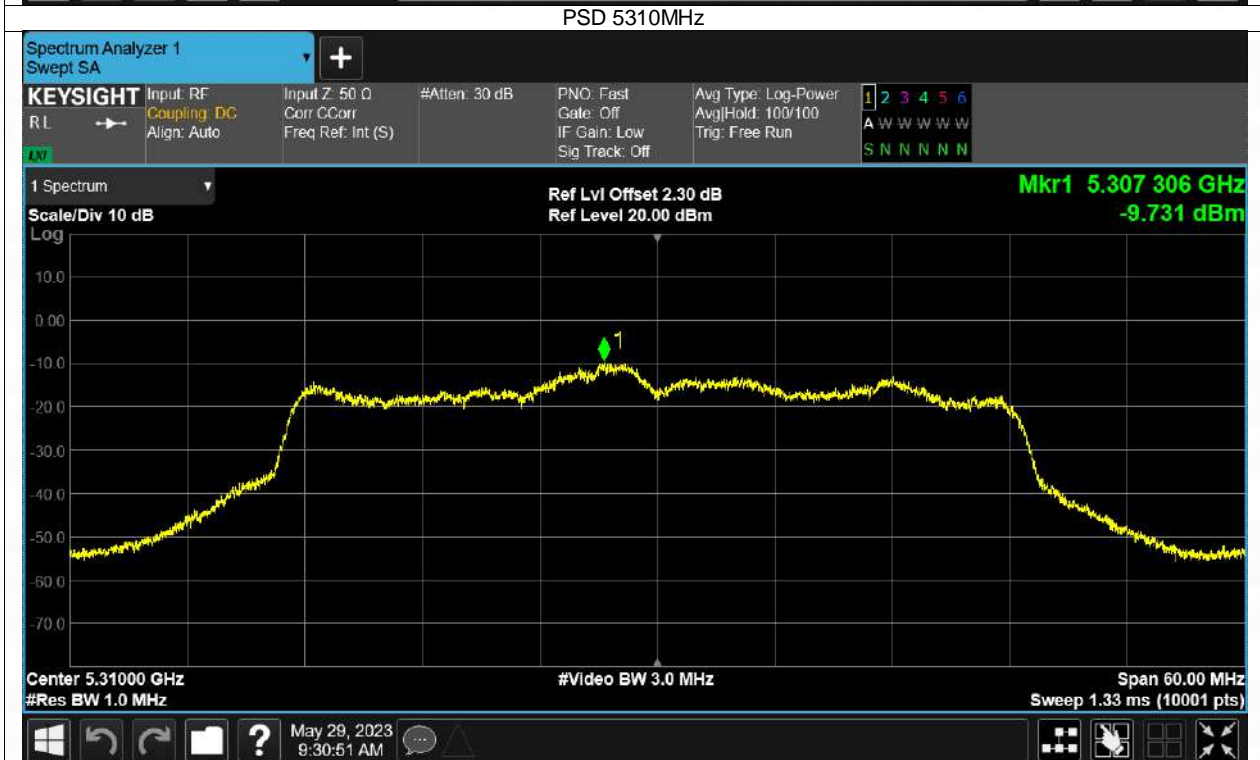 PSD 5310MHz
Spectrum Analyzer 1
Swept SA
+
KEYSIGHT
RL
LXI
Input: RF
Coupling: DC
Align: Auto
Input Z: 50 Ω
Corr CCorr
Freq Ref: Int (S)
#Atten: 30 dB
PNO: Fast
Gate: Off
IF Gain: Low
Sig Track: Off
Avg Type: Log-Power
Avg|Hold: 100/100
Trig: Free Run
1 2 3 4 5 6
A W W W W W
S N N N N N
1 Spectrum
Scale/Div 10 dB
Log
Ref Lvl Offset 2.30 dB
Ref Level 20.00 dBm
Mkr1 5.307 306 GHz
-9.731 dBm
1
10.0
0.00
-10.0
-20.0
-30.0
-40.0
-50.0
-60.0
-70.0
Center 5.31000 GHz
#Res BW 1.0 MHz
#Video BW 3.0 MHz
Span 60.00 MHz
Sweep 1.33 ms (10001 pts)
?
May 29, 2023
9:30:51 AM